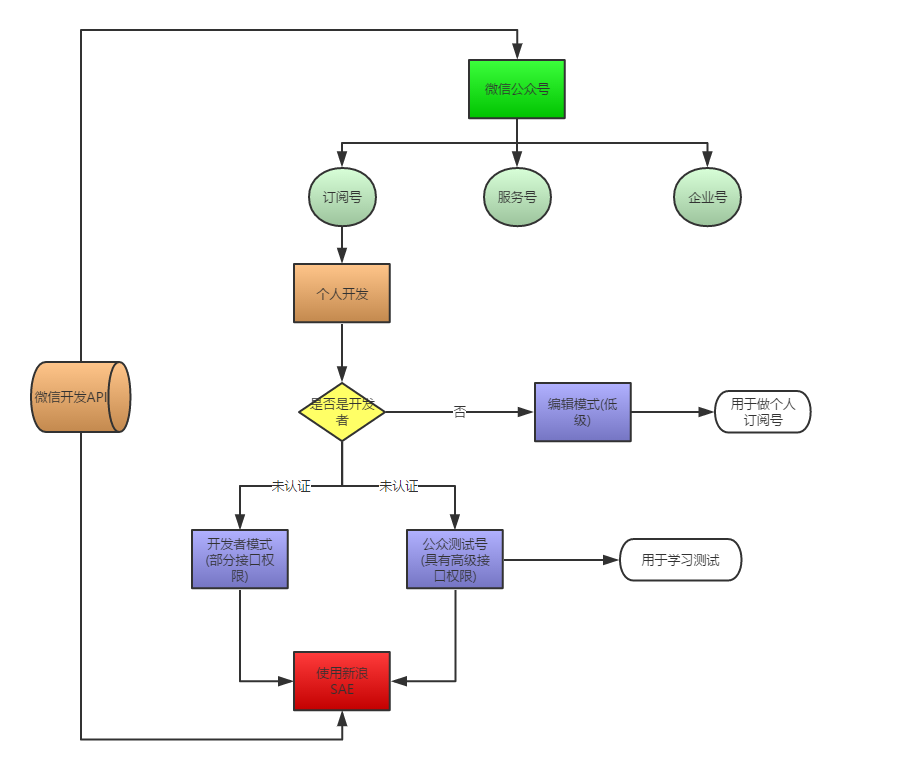 微信公众号
订阅号
服务号
企业号
个人开发
微信开发API
是否是开发
者
否
编辑模式(低
级)
用于做个人
订阅号
未认证
未认证
开发者模式
(部分接口权
限)
公众测试号
(具有高级接
口权限)
用于学习测试
使用新浪
SAE